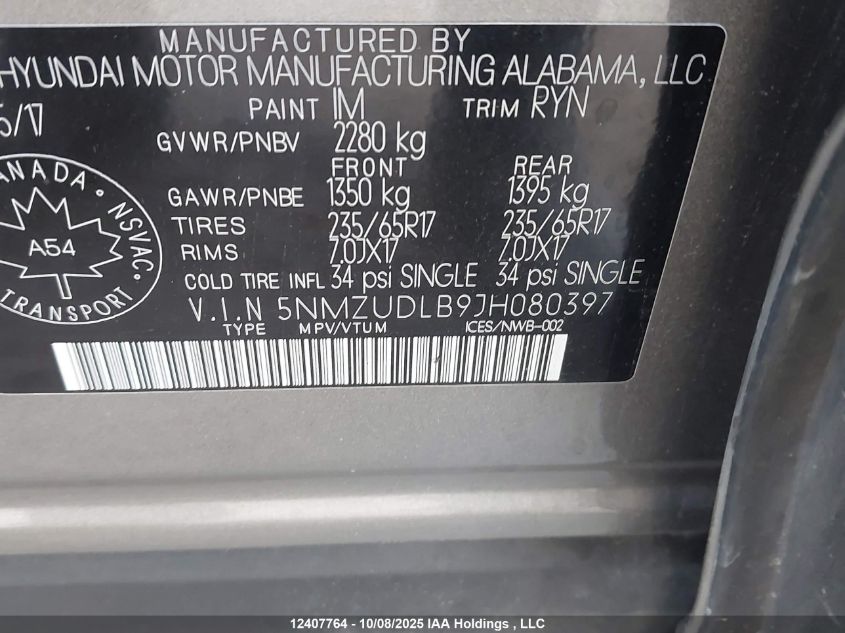 MANUFACTURED BY
HYUNDAI MOTOR MANUFACTURING ALABAMA, LLC
5/17
PAINT IM TRIM RYN
GVWR/PNBV 2280 kg
FRONT REAR
GAWR/PNBE 1350 kg 1395 kg
TIRES 235/65R17 235/65R17
RIMS 7.0JX17 7.0JX17
COLD TIRE INFL 34 psi SINGLE 34 psi SINGLE
V.I.N 5NMZUDLB9JH080397
TYPE MPV/VTUM ICES/NWB-002
CANADA • NSVAC •
A54
TRANSPORT
12407764 - 10/08/2025 IAA Holdings , LLC